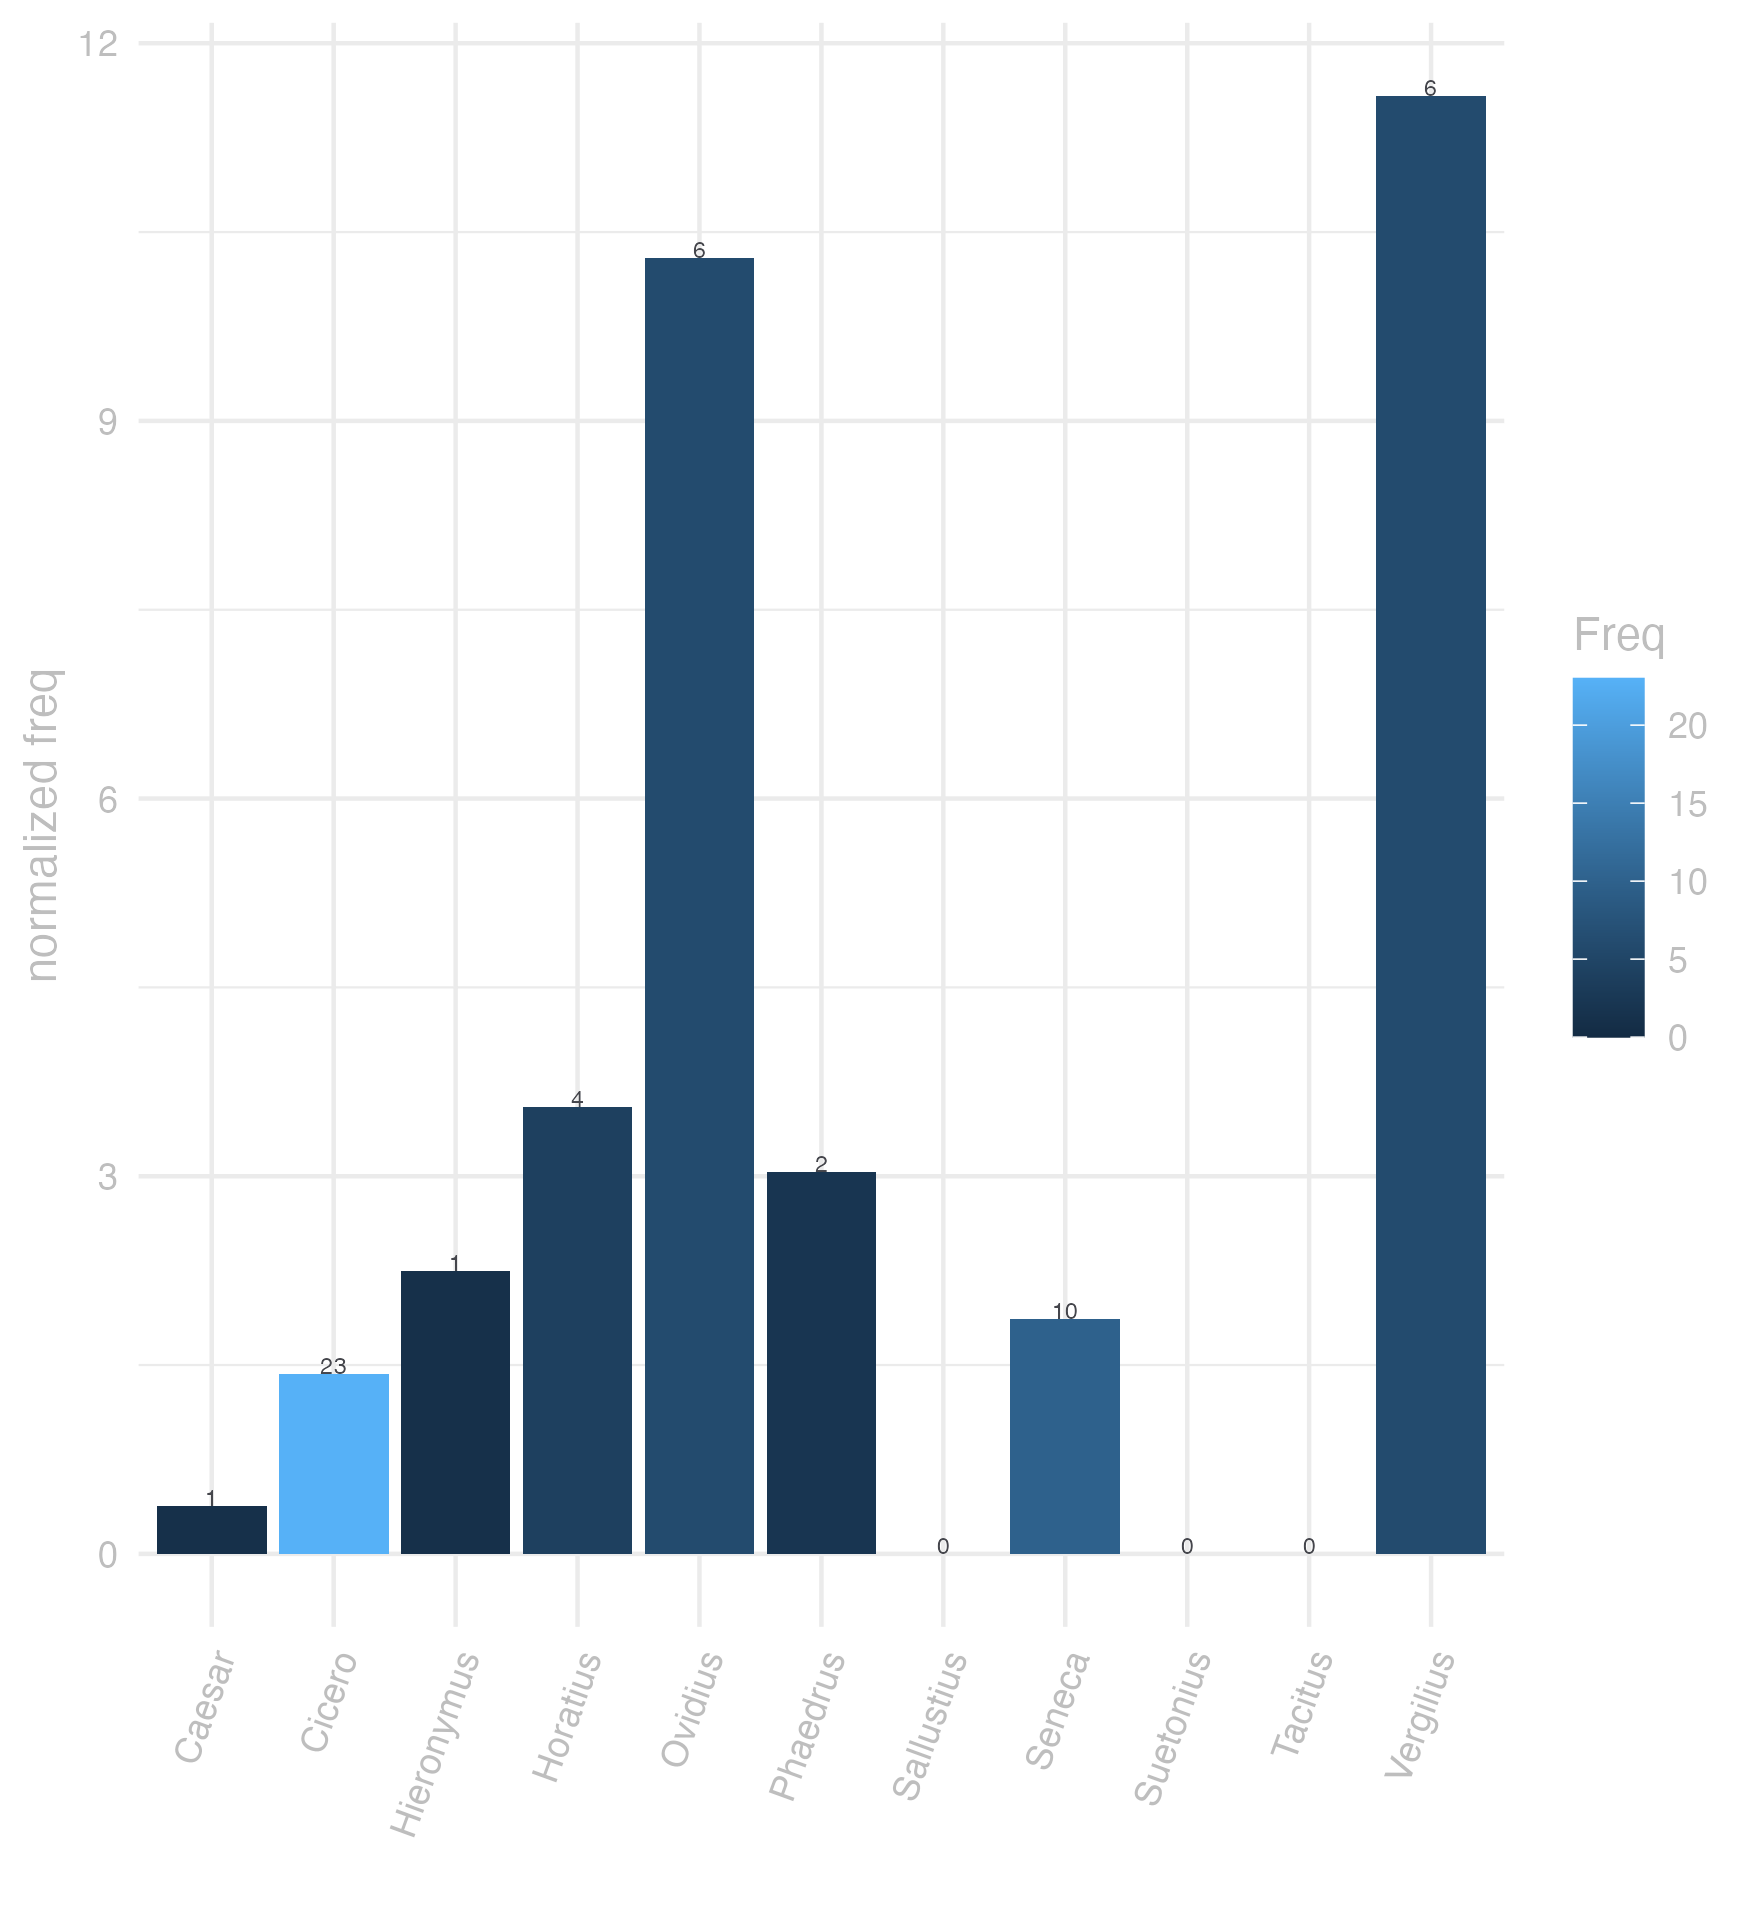 12
9
6
3
0
normalized freq
1
23
1
4
6
2
0
10
0
0
6
Caesar
Cicero
Hieronymus
Horatius
Ovidius
Phaedrus
Sallustius
Seneca
Suetonius
Tacitus
Vergilius
Freq
20
15
10
5
0